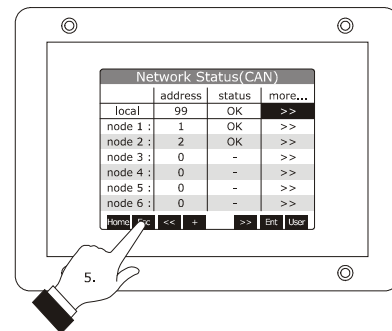 Network Status(CAN)
address status more...
local 99 OK >>
node 1 : 1 OK >>
node 2 : 2 OK >>
node 3 : 0 - >>
node 4 : 0 - >>
node 5 : 0 - >>
node 6 : 0 - >>
Home Esc << + >> Ent User
5.